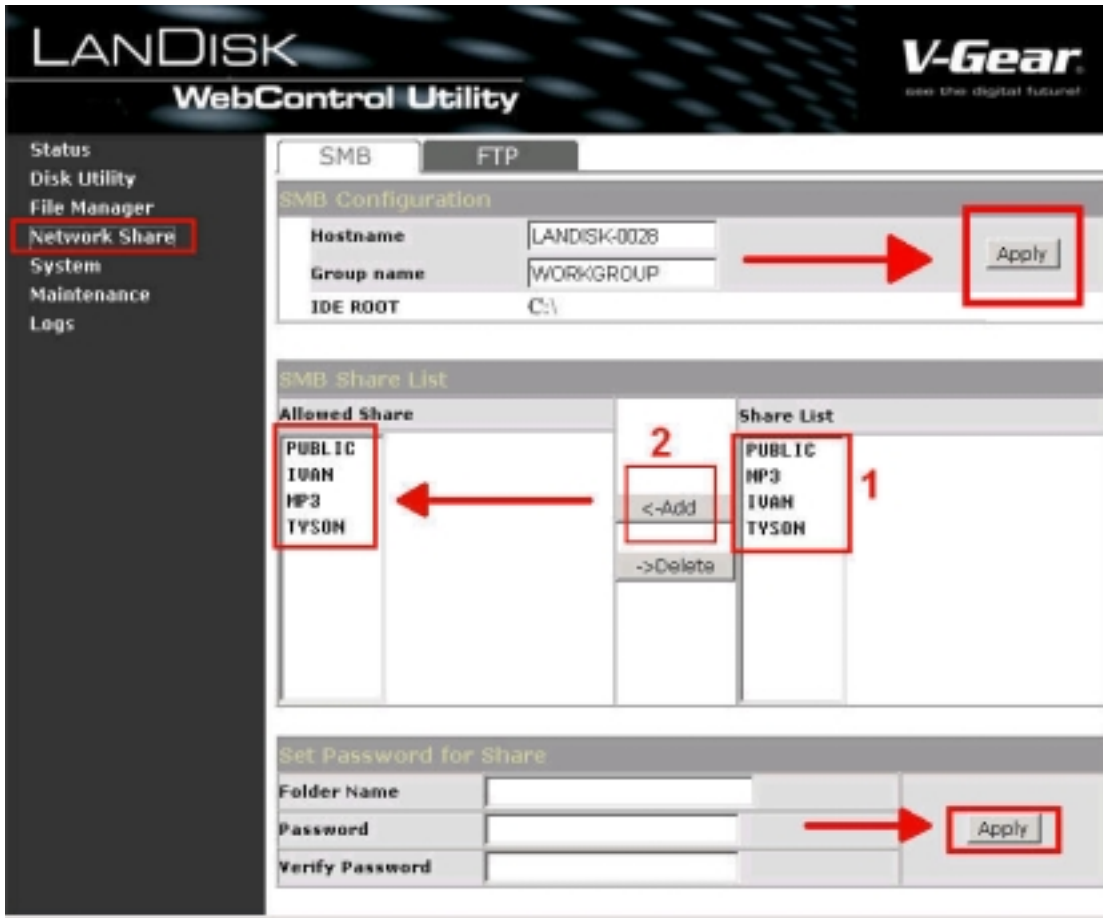 LANDISK
WebControl Utility
V-Gear
see the digital future!
Status
Disk Utility
File Manager
Network Share
System
Maintenance
Logs
SMB FTP
SMB Configuration
Hostname LANDISK-0028
Group name WORKGROUP
IDE ROOT C:\
Apply
SMB Share List
Allowed Share
PUBLIC
IVAN
MP3
TYSON
2
<-Add
->Delete
Share List
PUBLIC
MP3
IVAN
TYSON
1
Set Password for Share
Folder Name
Password
Verify Password
Apply